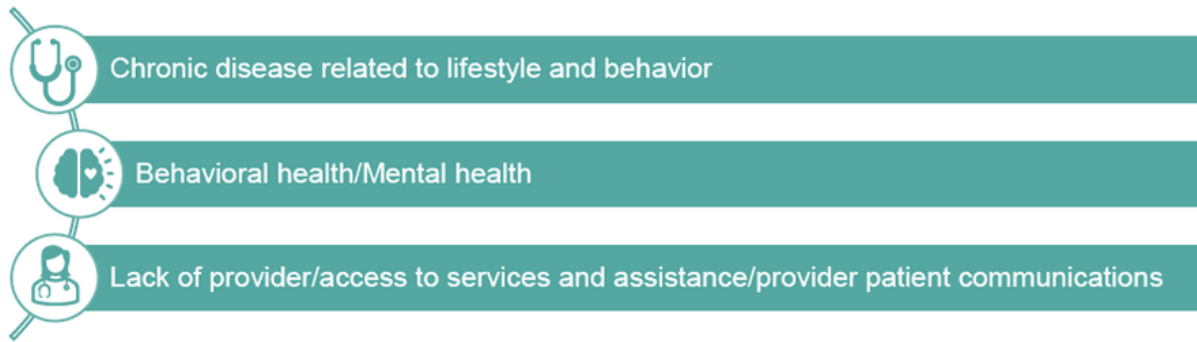 Chronic disease related to lifestyle and behavior
Behavioral health/Mental health
Lack of provider/access to services and assistance/provider patient communications